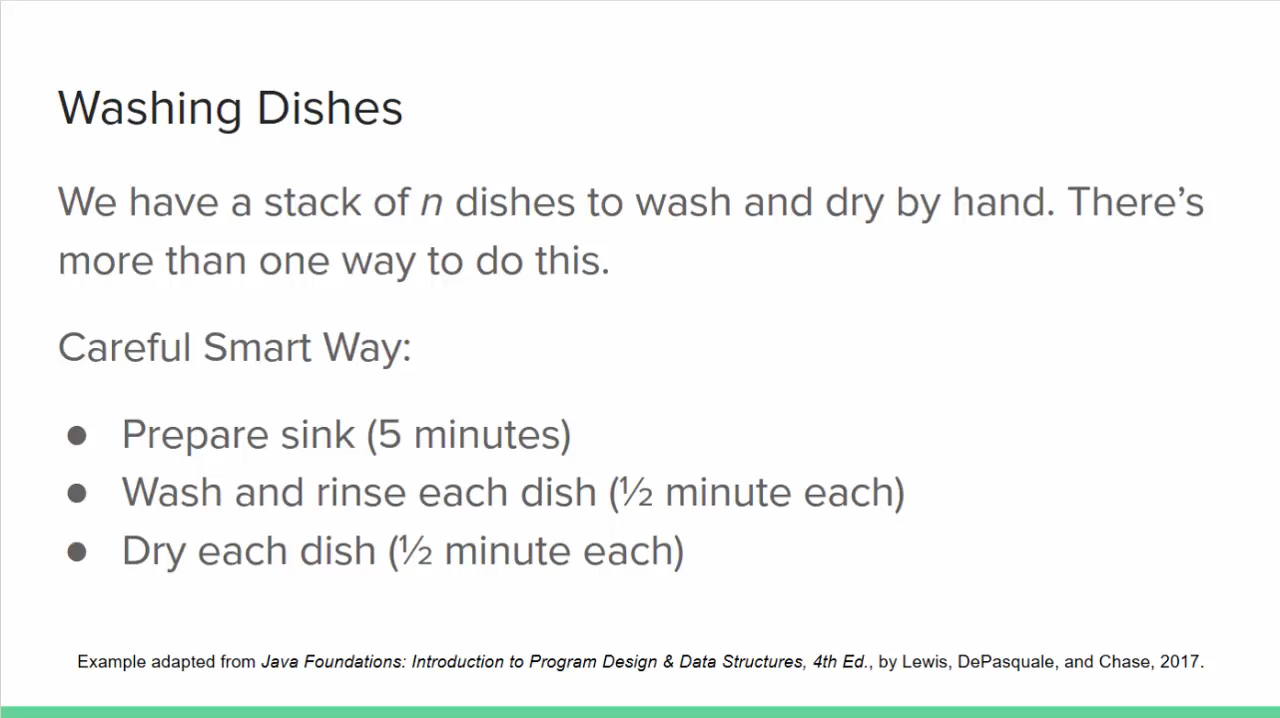 Washing Dishes
We have a stack of n dishes to wash and dry by hand. There’s
more than one way to do this.
Careful Smart Way:
● Prepare sink (5 minutes)
● Wash and rinse each dish (½ minute each)
● Dry each dish (½ minute each)
Example adapted from Java Foundations: Introduction to Program Design & Data Structures, 4th Ed., by Lewis, DePasquale, and Chase, 2017.